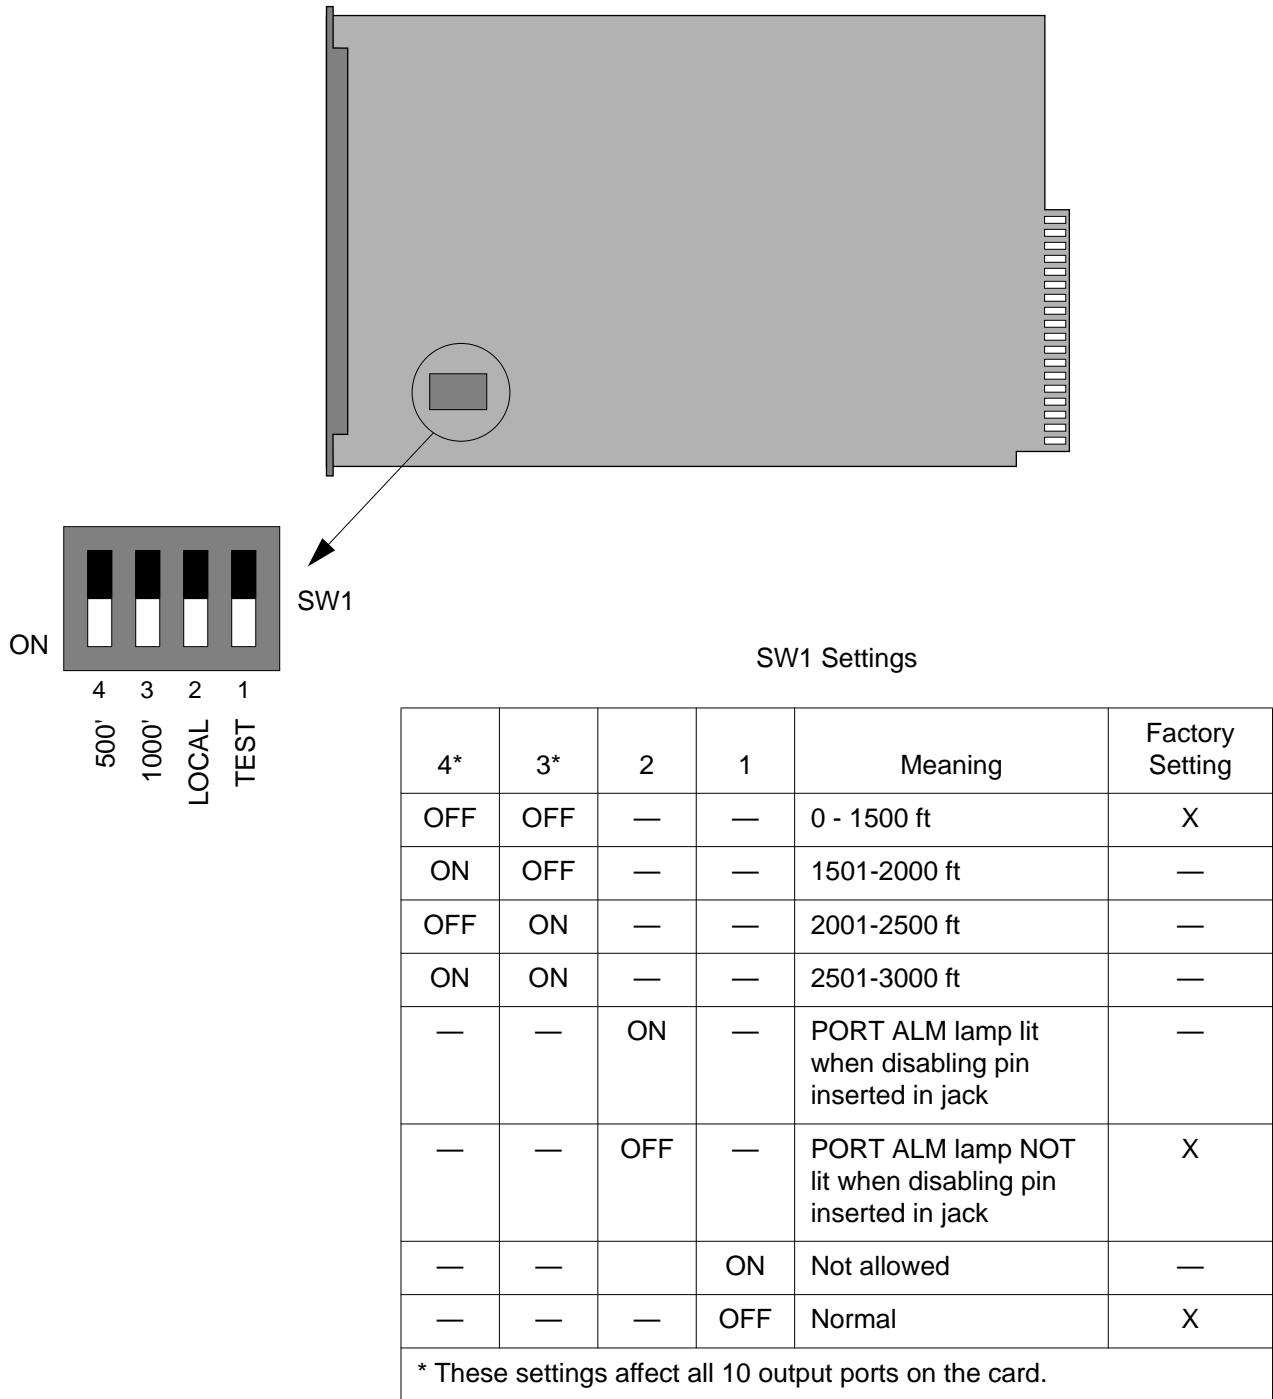 SW1
ON
4 3 2 1
500' 1000' LOCAL TEST
SW1 Settings
4* 3* 2 1 Meaning Factory Setting
OFF OFF — — 0 - 1500 ft X
ON OFF — — 1501-2000 ft —
OFF ON — — 2001-2500 ft —
ON ON — — 2501-3000 ft —
— — ON — PORT ALM lamp lit —
when disabling pin
inserted in jack
— — OFF — PORT ALM lamp NOT X
lit when disabling pin
inserted in jack
— — ON Not allowed —
— — — OFF Normal X
* These settings affect all 10 output ports on the card.